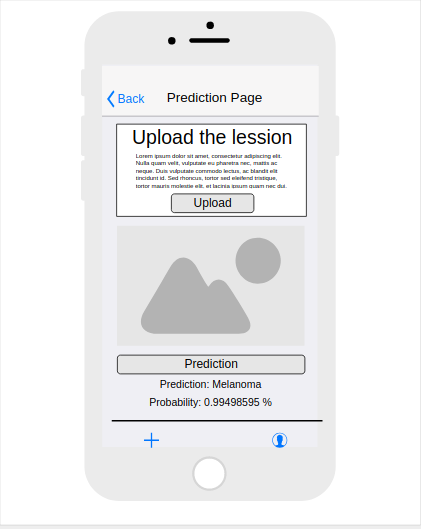 Back
Prediction Page
Upload the lession
Lorem ipsum dolor sit amet, consectetur adipiscing elit.
Nulla quam velit, vulputate eu pharetra nec, mattis ac
neque. Duis vulputate commodo lectus, ac blandit elit
tincidunt id. Sed rhoncus, tortor sed eleifend tristique,
tortor mauris molestie elit. et lacinia ipsum quam nec dui.
Upload
Prediction
Prediction: Melanoma
Probability: 0.99498595 %